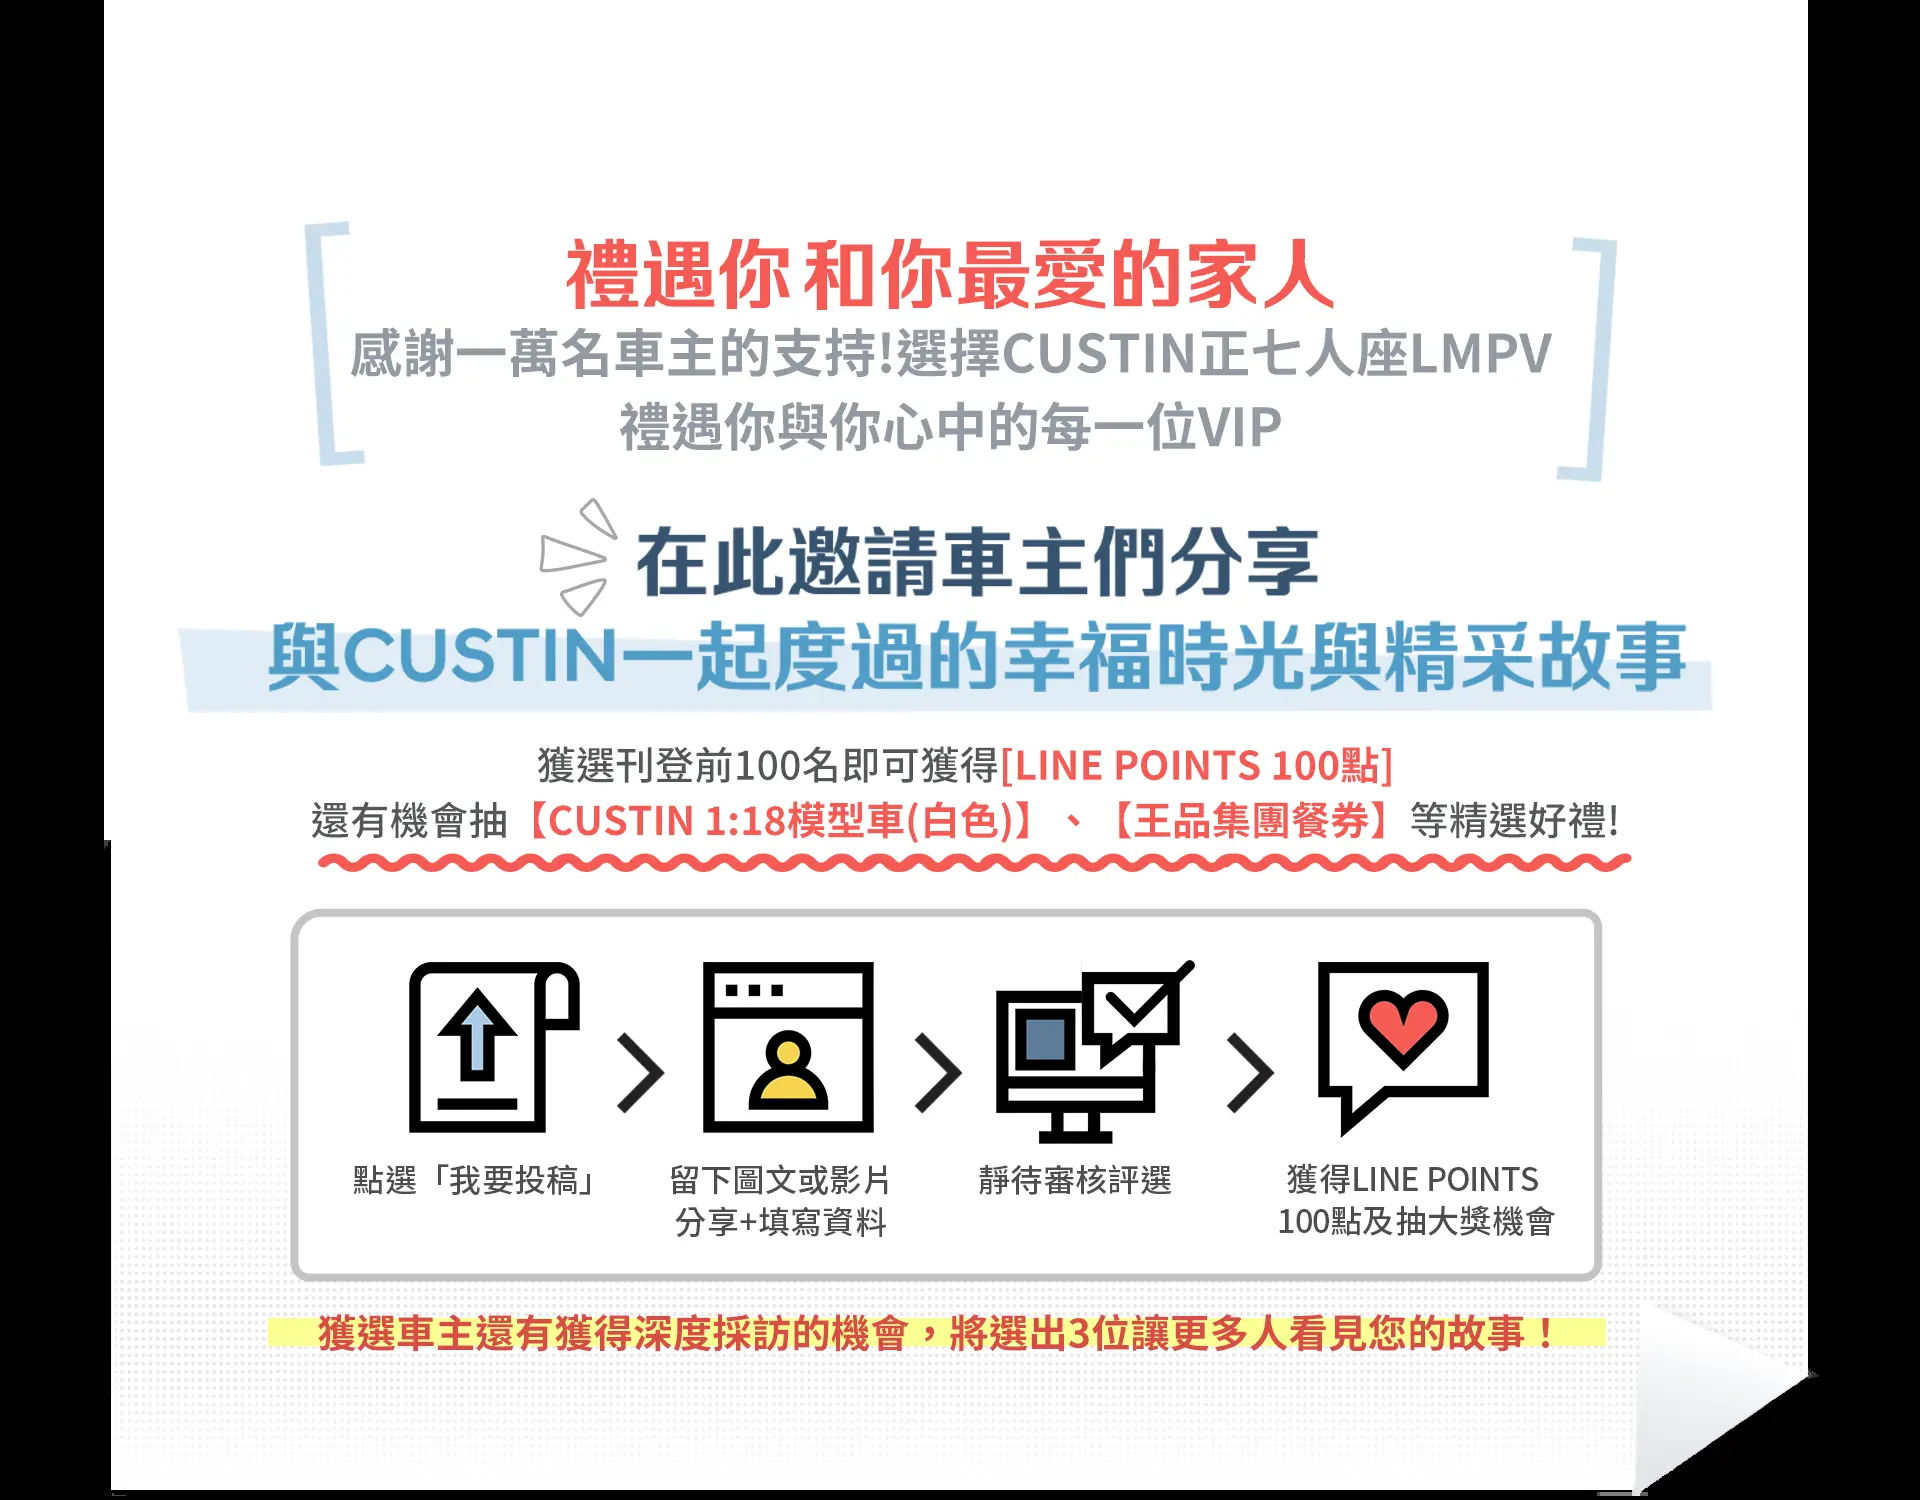 禮遇你 和你最愛的家人
感謝一萬名車主的支持!選擇CUSTIN正七人座LMPV
禮遇你與你心中的每一位VIP
在此邀請車主們分享
與CUSTIN一起度過的幸福時光與精采故事
獲選刊登前100名即可獲得[LINE POINTS 100點]
還有機會抽【CUSTIN 1:18模型車(白色)】、【王品集團餐券】等精選好禮!
點選「我要投稿」
留下圖文或影片
分享+填寫資料
靜待審核評選
獲得LINE POINTS
100點及抽大獎機會
獲選車主還有獲得深度採訪的機會，將選出3位讓更多人看見您的故事！